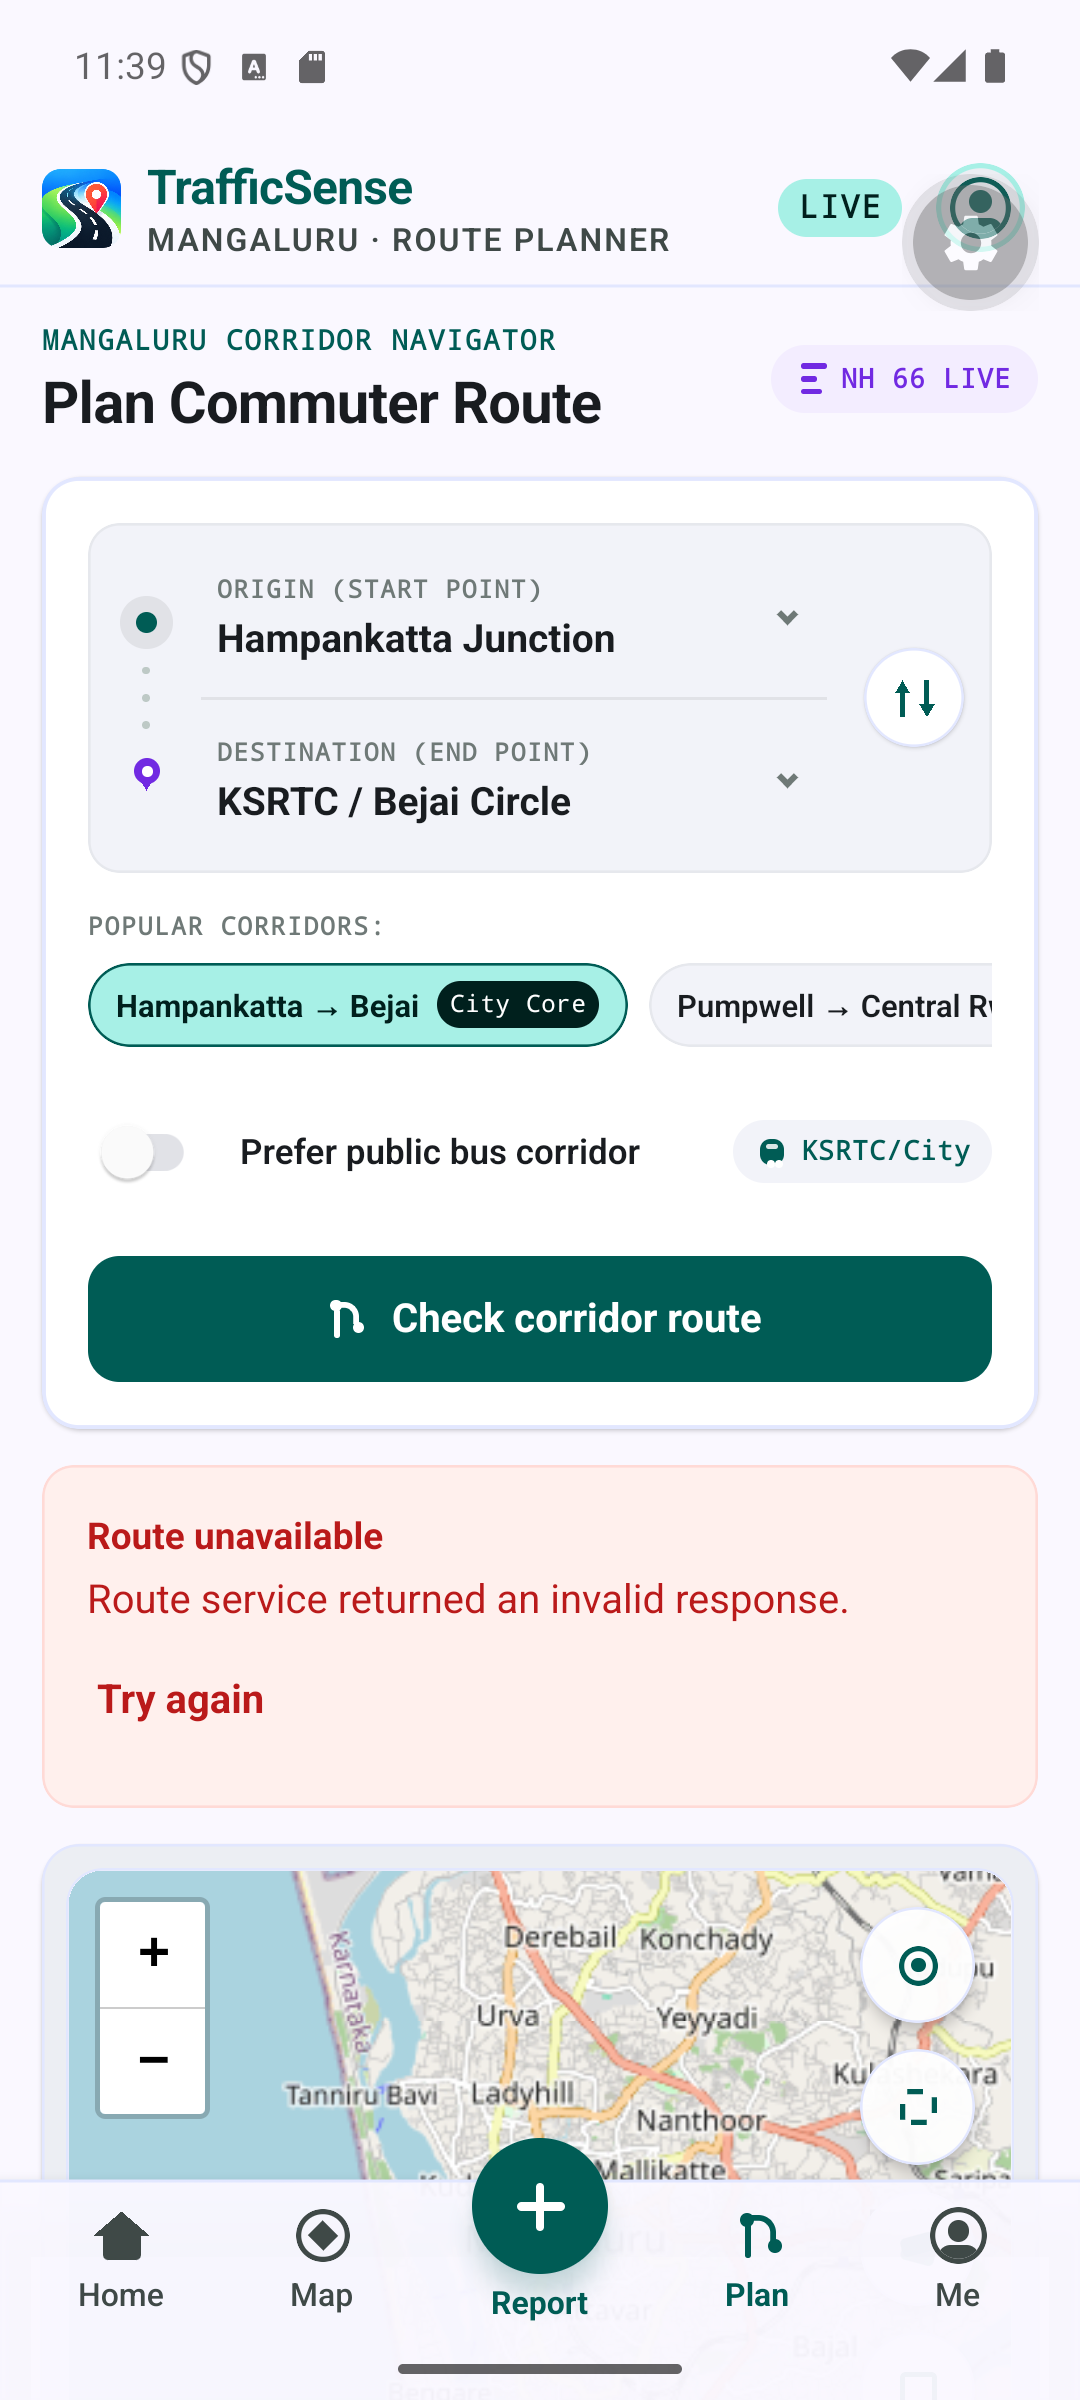 11:39
TrafficSense
MANGALURU · ROUTE PLANNER
LIVE
MANGALURU CORRIDOR NAVIGATOR
Plan Commuter Route
NH 66 LIVE
ORIGIN (START POINT)
Hampankatta Junction
DESTINATION (END POINT)
KSRTC / Bejai Circle
POPULAR CORRIDORS:
Hampankatta → Bejai City Core
Pumpwell → Central
Prefer public bus corridor
KSRTC/City
Check corridor route
Route unavailable
Route service returned an invalid response.
Try again
+
−
Karnataka
Derebail
Konchady
Urva
Yeyyadi
Tanniru Bavi
Ladyhill
Nanthoor
Mallikatte
Bajal
Bengare
Home
Map
Report
Plan
Me